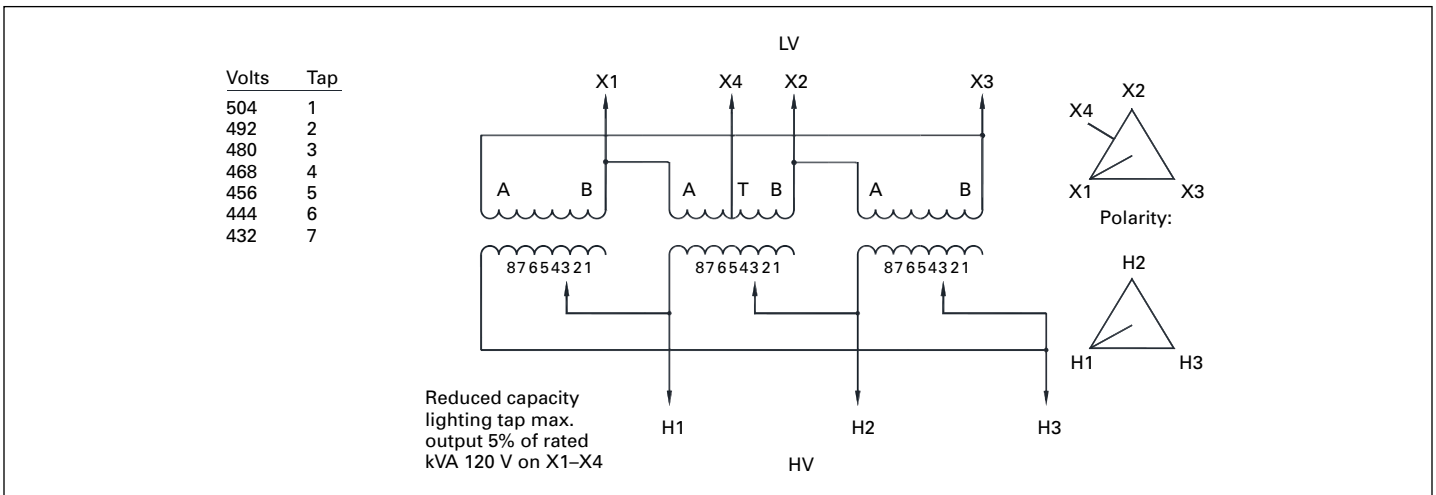 LV
Volts Tap
504 1
492 2
480 3
468 4
456 5
444 6
432 7
X1 X4 X2 X3
A B A T B A B
87654321 87654321 87654321
X2
X4
X1 X3
Polarity:
H2
H1 H3
Reduced capacity
lighting tap max.
output 5% of rated
kVA 120 V on X1–X4
H1 H2 H3
HV